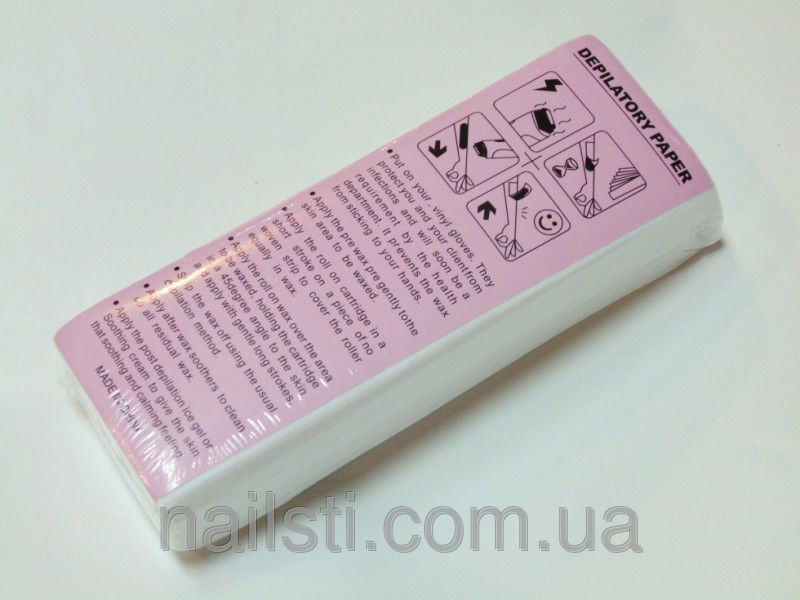 DEPILATORY PAPER
• Put on your , vinyl gloves. They
protect you and your client from
infections and will soon be a
requirement by the health
department. it prevents the wax
from sticking to your hands.
• Apply the pre wax pre gently to the
skin area to be waxed.
• Apply the roll on cartridge in a
short stroke on a piece of no
woven strip to cover the roller
equally in wax.
• Apply the roll on wax over the area
to be waxed, holding the cartridge
in a 45degree angle to the skin
and apply with gentle long strokes.
• Strip the wax off using the usual
depilation method.
• Apply after wax soothers to clean
all residual wax.
• Apply the post depilation ice gel or
Soothing cream to give the skin
that soothing and calming feeling
MADE IN CHINA
nailsti.com.ua